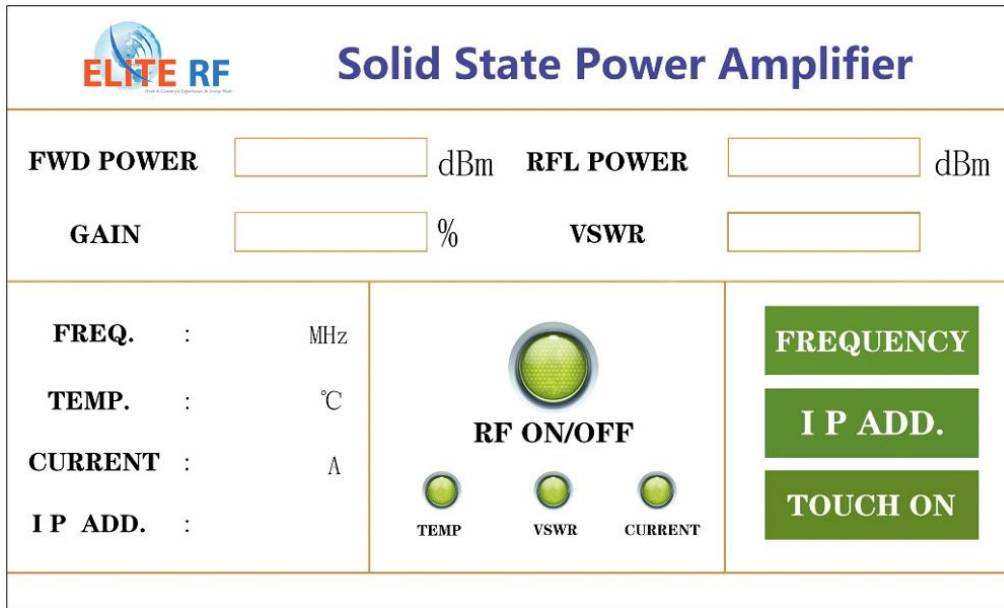 ELITE RF
Solid State Power Amplifier
FWD POWER dBm RFL POWER dBm
GAIN % VSWR
FREQ. : MHz
TEMP. : ℃
CURRENT : A
I P ADD. :
RF ON/OFF
TEMP VSWR CURRENT
FREQUENCY
I P ADD.
TOUCH ON